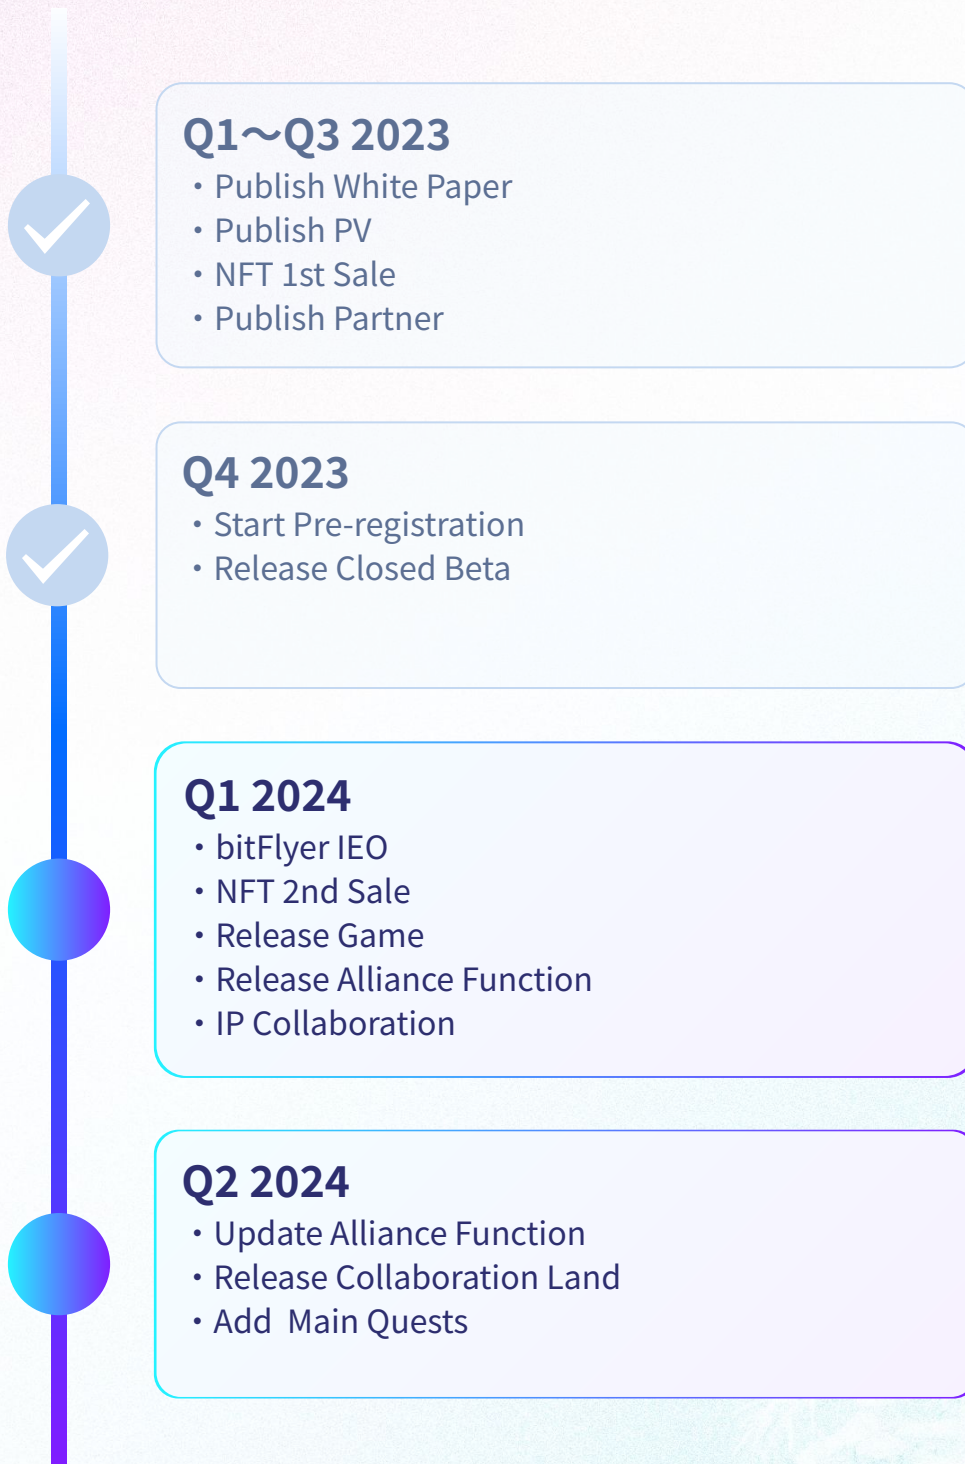 Q1～Q3 2023
・Publish White Paper
・Publish PV
・NFT 1st Sale
・Publish Partner
Q4 2023
・Start Pre-registration
・Release Closed Beta
Q1 2024
・bitFlyer IEO
・NFT 2nd Sale
・Release Game
・Release Alliance Function
・IP Collaboration
Q2 2024
・Update Alliance Function
・Release Collaboration Land
・Add  Main Quests